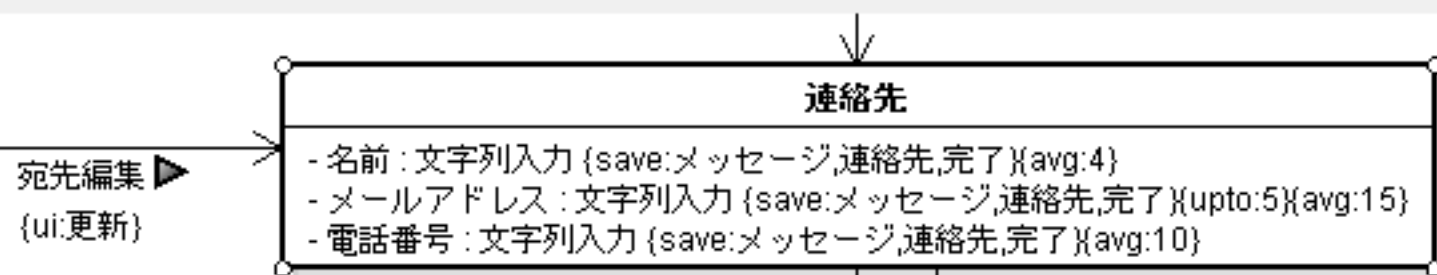 連絡先
- 名前 : 文字列入力 {save:メッセージ,連絡先,完了}{avg:4}
- メールアドレス : 文字列入力 {save:メッセージ,連絡先,完了}{upto:5}{avg:15}
- 電話番号 : 文字列入力 {save:メッセージ,連絡先,完了}{avg:10}
宛先編集
{ui:更新}